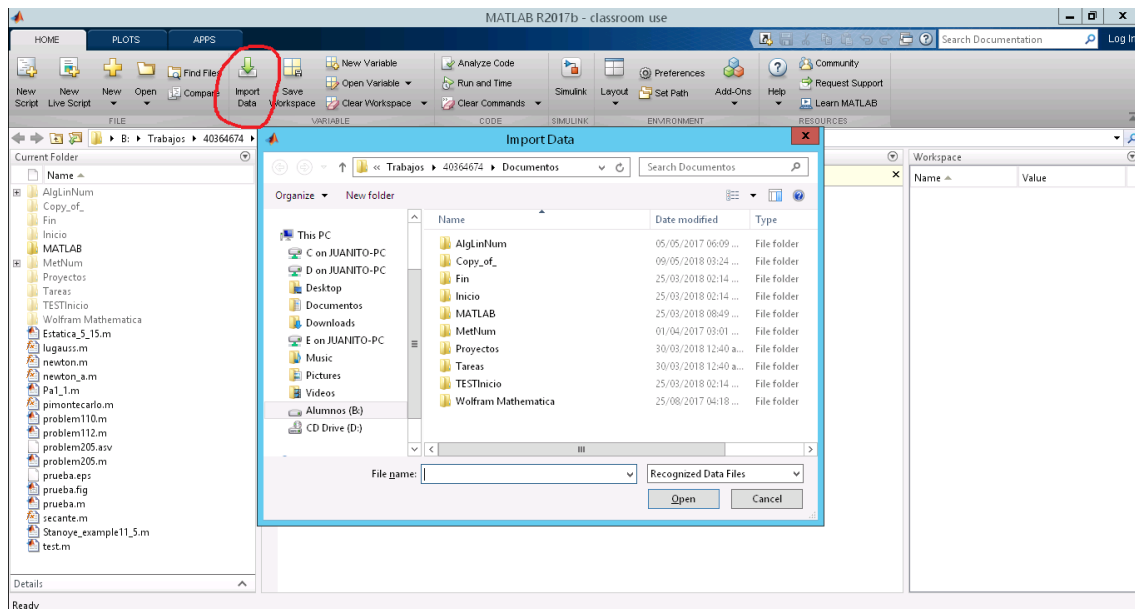 MATLAB R2017b - classroom use
HOME PLOTS APPS
Search Documentation
Log In
New Script
New Live Script
New
Open
Find Files
Compare
Import Data
Save Workspace
New Variable
Open Variable
Clear Workspace
Analyze Code
Run and Time
Clear Commands
Simulink
Layout
Preferences
Set Path
Add-Ons
Help
Community
Request Support
Learn MATLAB
FILE VARIABLE CODE SIMULINK ENVIRONMENT RESOURCES
B: Trabajos 40364674
Current Folder
Name
AlgLinNum
Copy_of_
Fin
Inicio
MATLAB
MetNum
Proyectos
Tareas
TESTInicio
Wolfram Mathematica
Estatica_5_15.m
lugauss.m
newton.m
newton_a.m
Pa1_1.m
pimontecarlo.m
problem110.m
problem112.m
problem205.asv
problem205.m
prueba.eps
prueba.fig
prueba.m
secante.m
Stanoye_example11_5.m
test.m
Details
Ready
Import Data
« Trabajos 40364674 Documentos
Search Documentos
Organize New folder
This PC
C on JUANITO-PC
D on JUANITO-PC
Desktop
Documentos
Downloads
E on JUANITO-PC
Music
Pictures
Videos
Alumnos (B:)
CD Drive (D:)
Name Date modified Type
AlgLinNum 05/05/2017 06:09 ... File folder
Copy_of_ 09/05/2018 03:24 ... File folder
Fin 25/03/2018 02:14 ... File folder
Inicio 25/03/2018 02:14 ... File folder
MATLAB 25/03/2018 08:49 ... File folder
MetNum 01/04/2017 03:01 ... File folder
Proyectos 30/03/2018 12:40 a... File folder
Tareas 30/03/2018 12:40 a... File folder
TESTInicio 25/03/2018 02:14 ... File folder
Wolfram Mathematica 25/08/2017 04:18 ... File folder
File name:
Recognized Data Files
Open Cancel
Workspace
Name Value